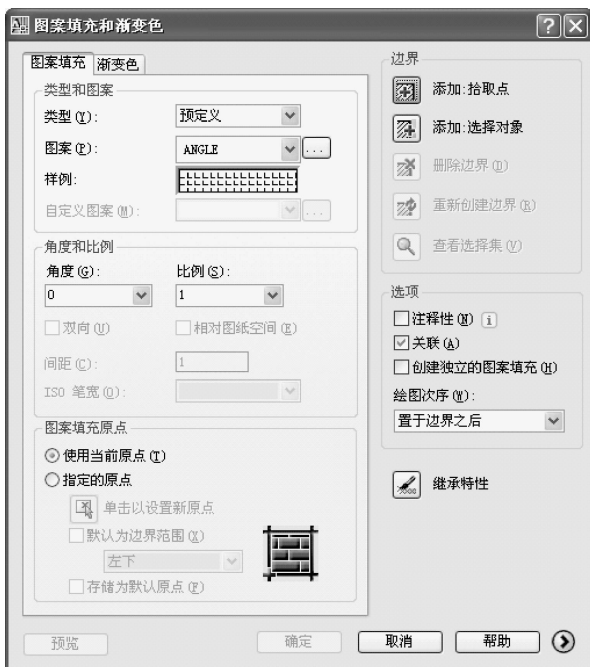 图案填充和渐变色
图案填充 渐变色
类型和图案
类型(Y): 预定义
图案(P): ANGLE ...
样例:
自定义图案(M): ...
角度和比例
角度(G): 比例(S):
0 1
双向(U) 相对图纸空间(E)
间距(C): 1
ISO 笔宽(O):
图案填充原点
使用当前原点(T)
指定的原点
单击以设置新原点
默认为边界范围(X)
左下
存储为默认原点(F)
边界
添加:拾取点
添加:选择对象
删除边界(D)
重新创建边界(R)
查看选择集(V)
选项
注释性(N) i
关联(A)
创建独立的图案填充(H)
绘图次序(W):
置于边界之后
继承特性
预览 确定 取消 帮助